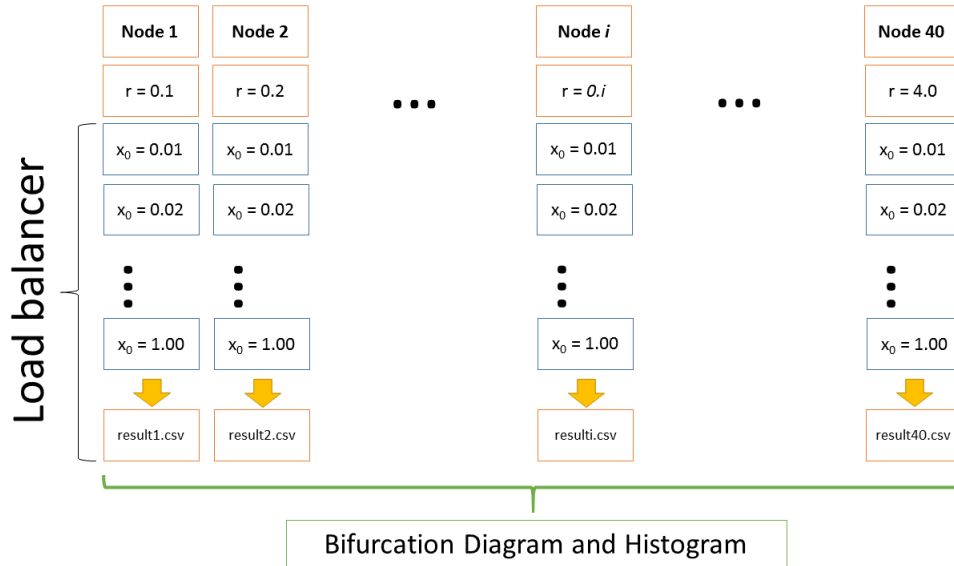 Node 1 Node 2 Node i Node 40
r = 0.1 r = 0.2 ... r = 0.i ... r = 4.0
x₀ = 0.01 x₀ = 0.01 x₀ = 0.01 x₀ = 0.01
x₀ = 0.02 x₀ = 0.02 x₀ = 0.02 x₀ = 0.02
Load balancer
x₀ = 1.00 x₀ = 1.00 x₀ = 1.00 x₀ = 1.00
result1.csv result2.csv resulti.csv result40.csv
Bifurcation Diagram and Histogram